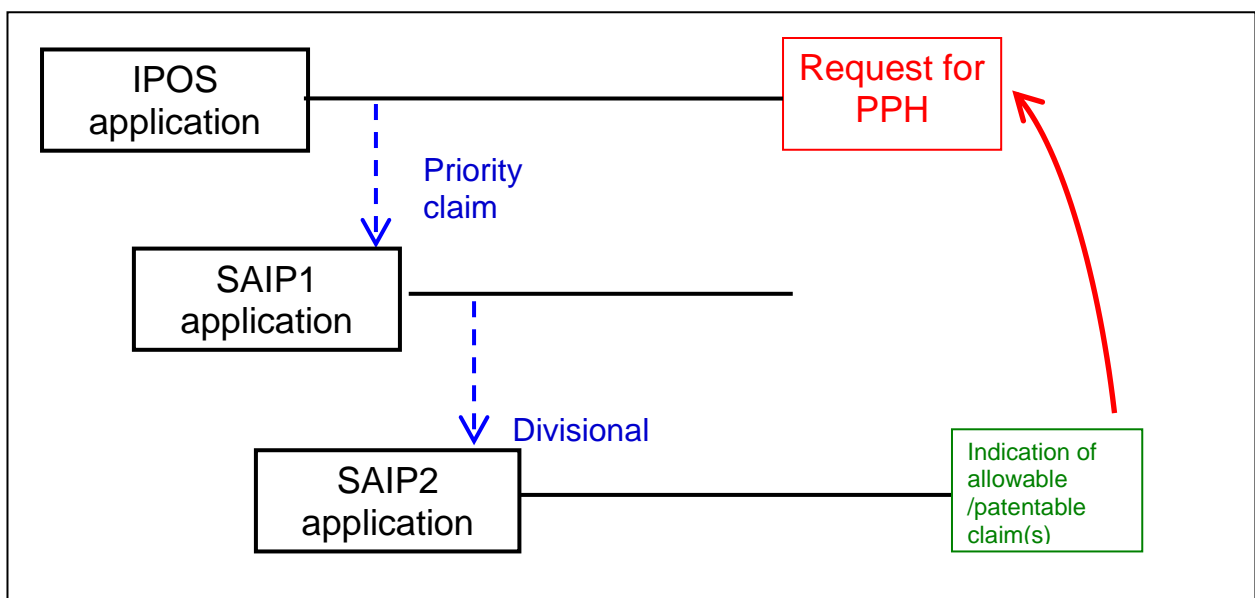 IPOS
application
Request for
PPH
Priority
claim
SAIP1
application
Divisional
SAIP2
application
Indication of
allowable
/patentable
claim(s)